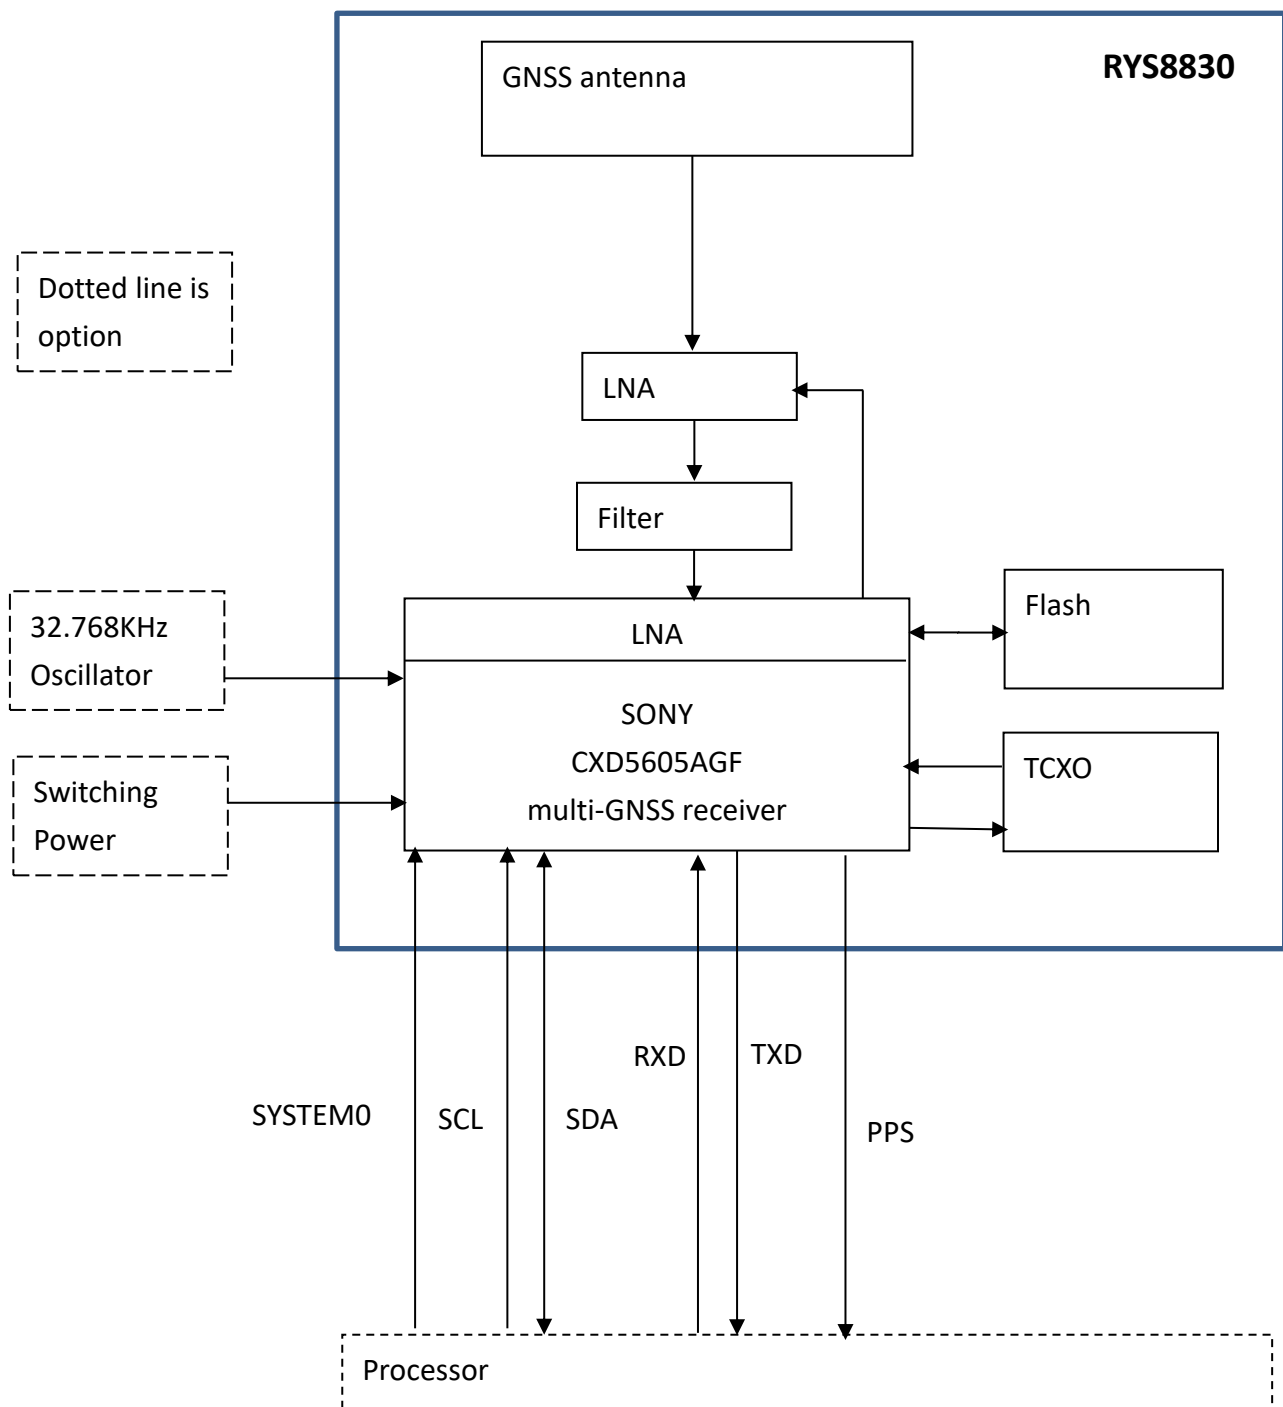 RYS8830
GNSS antenna
Dotted line is
option
LNA
Filter
Flash
32.768KHz
Oscillator
LNA
SONY
CXD5605AGF
multi-GNSS receiver
TCXO
Switching
Power
RXD
TXD
SYSTEM0
SCL
SDA
PPS
Processor